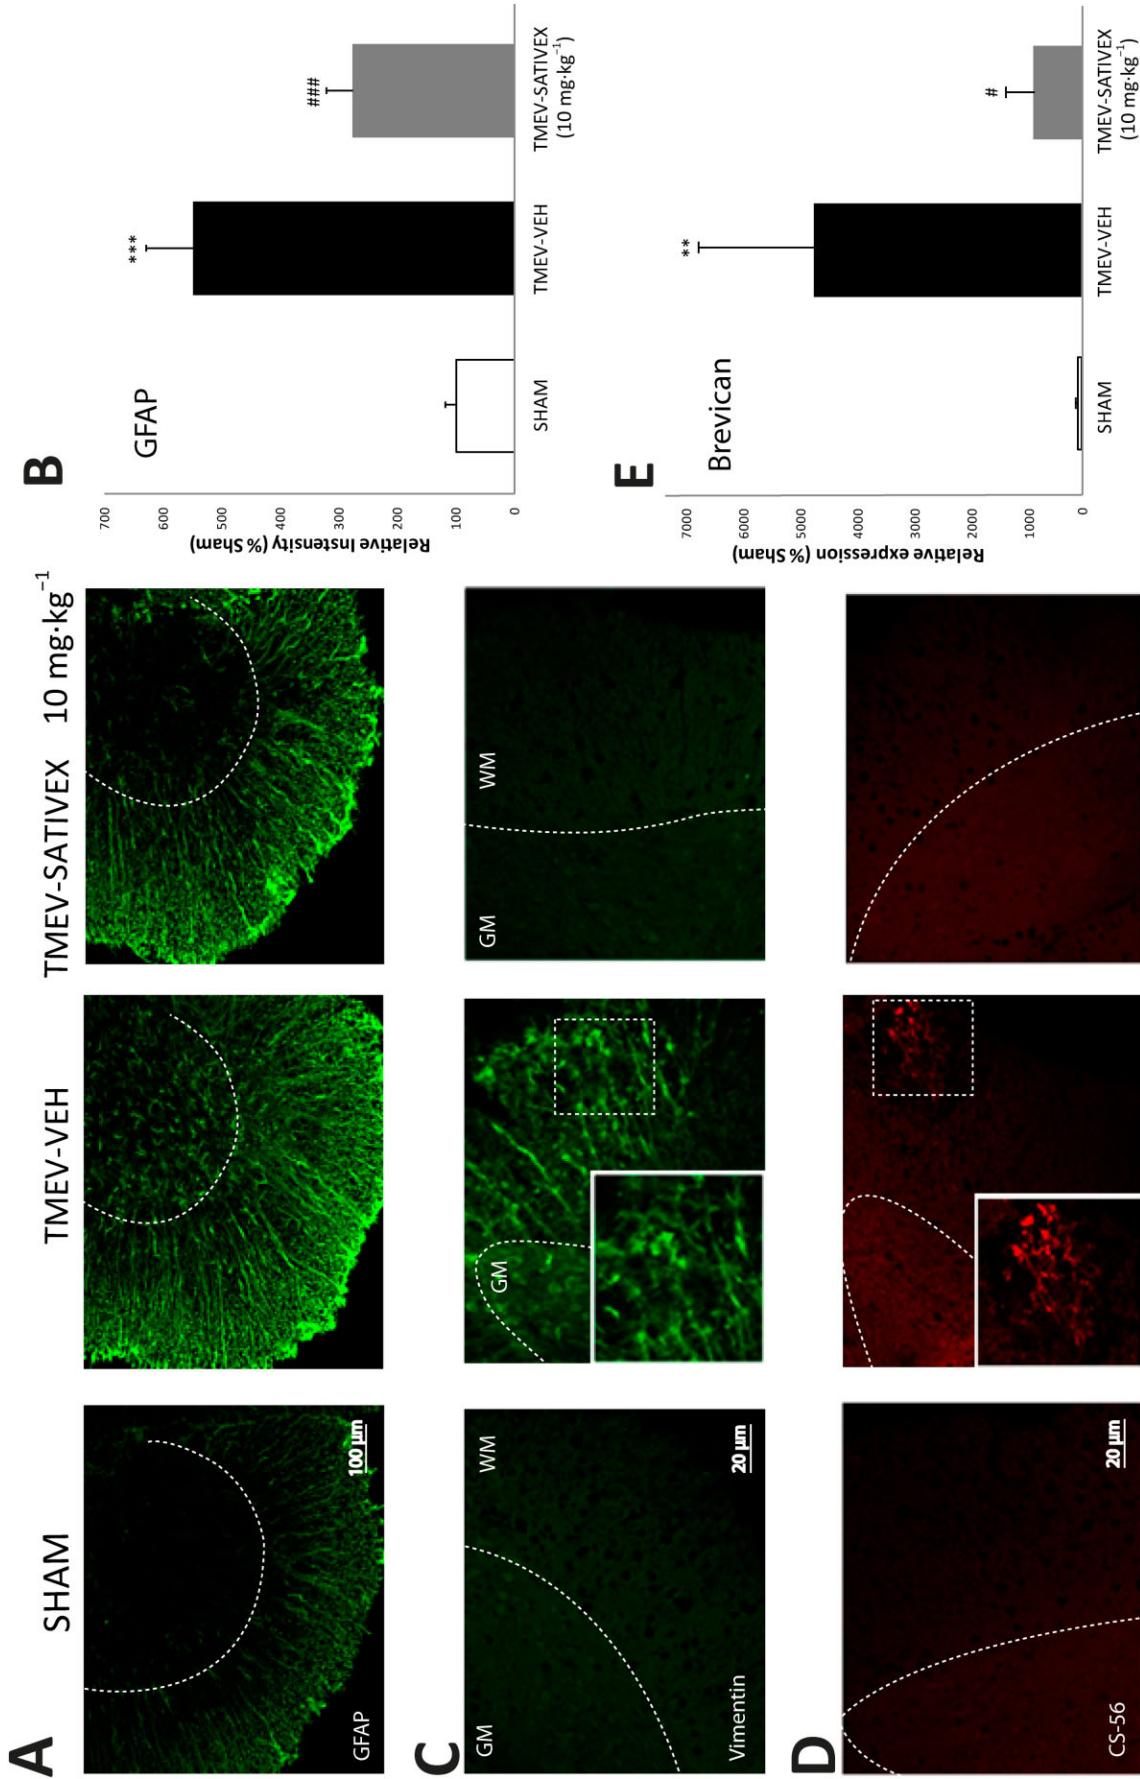 A
SHAM
TMEV-VEH
TMEV-SATIVEX 10 mg·kg⁻¹
GFAP
100 µm
B
GFAP
Relative Instensity (% Sham)
700
600
500
400
300
200
100
0
***
###
SHAM
TMEV-VEH
TMEV-SATIVEX
(10 mg·kg⁻¹)
C
GM
WM
Vimentin
20 µm
GM
GM
WM
D
CS-56
20 µm
E
Brevican
Relative expression (% Sham)
7000
6000
5000
4000
3000
2000
1000
0
**
#
SHAM
TMEV-VEH
TMEV-SATIVEX
(10 mg·kg⁻¹)